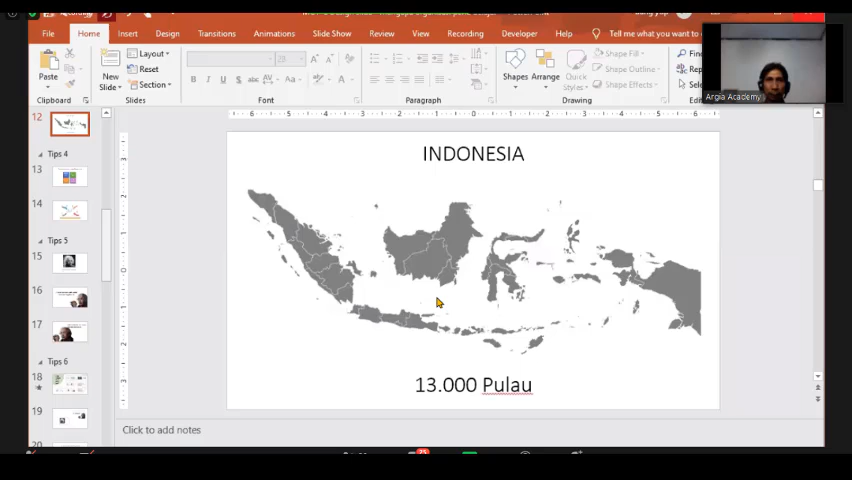 File Home Insert Design Transitions Animations Slide Show Review View Recording Developer Help Tell me what you want
Paste
Clipboard
New
Slide
Layout
Reset
Section
Slides
Font
Paragraph
Shapes
Arrange
Quick
Styles
Shape Fill
Shape Outline
Shape Effects
Drawing
Argia Academy
12
Tips 4
13
14
Tips 5
15
16
17
Tips 6
18
19
INDONESIA
13.000 Pulau
Click to add notes